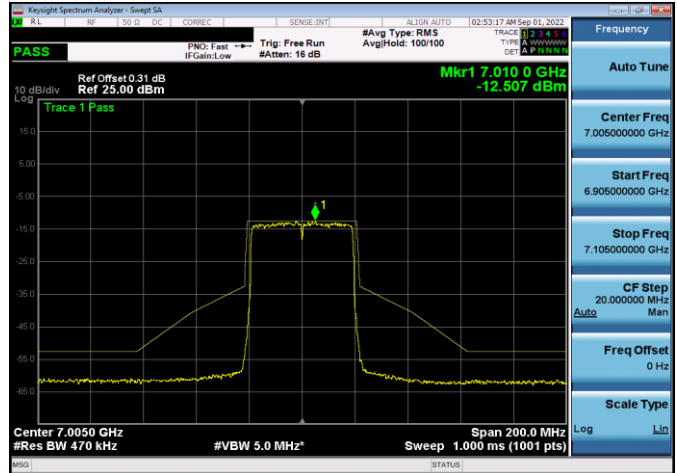 Keysight Spectrum Analyzer - Swept SA
RL RF 50 Ω DC CORREC SENSE:INT ALIGN AUTO 02:53:17 AM Sep 01, 2022
PASS
PNO: Fast
IFGain:Low
Trig: Free Run
#Atten: 16 dB
#Avg Type: RMS
Avg|Hold: 100/100
TRACE 1 2 3 4 5 6
TYPE A WWWWW
DET A P N N N N
Ref Offset 0.31 dB
10 dB/div Ref 25.00 dBm
Log
Mkr1 7.010 0 GHz
-12.507 dBm
Trace 1 Pass
15.0
5.00
-5.00
1
-15.0
-25.0
-35.0
-45.0
-55.0
-65.0
Center 7.0050 GHz Span 200.0 MHz
#Res BW 470 kHz #VBW 5.0 MHz* Sweep 1.000 ms (1001 pts)
MSG STATUS
Frequency
Auto Tune
Center Freq
7.005000000 GHz
Start Freq
6.905000000 GHz
Stop Freq
7.105000000 GHz
CF Step
20.000000 MHz
Auto Man
Freq Offset
0 Hz
Scale Type
Log Lin